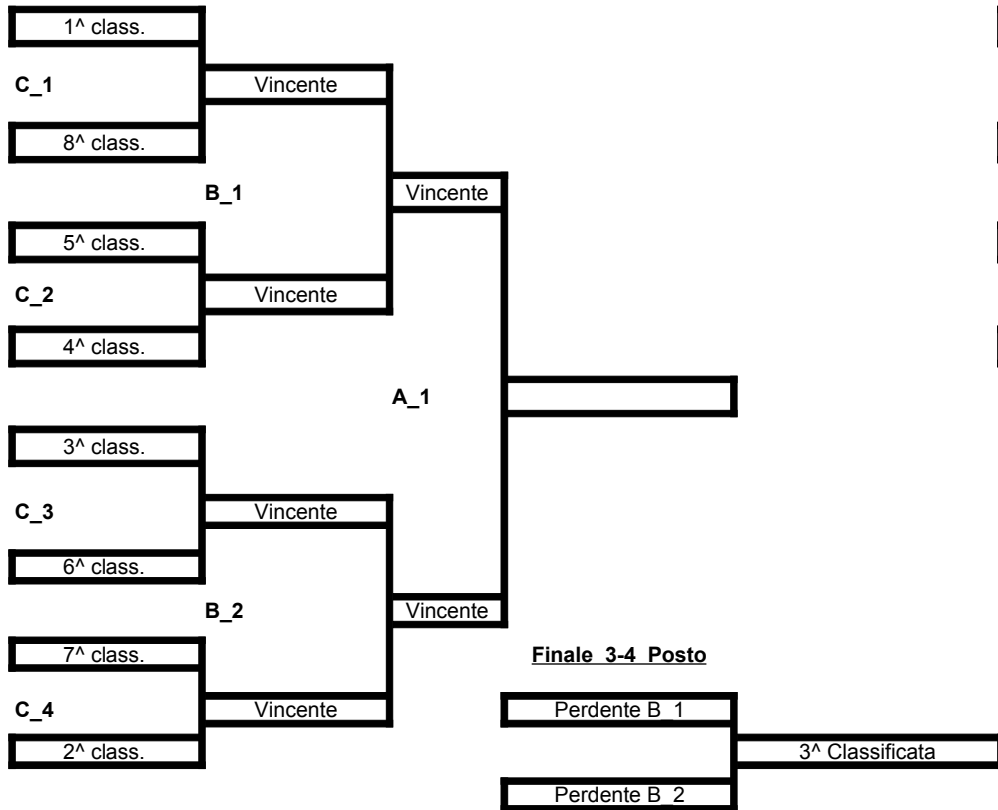 1^ class.
C_1
Vincente
8^ class.
B_1
Vincente
5^ class.
C_2
Vincente
4^ class.
A_1
3^ class.
C_3
Vincente
6^ class.
B_2
Vincente
7^ class.
C_4
Vincente
2^ class.
Finale 3-4 Posto
Perdente B_1
3^ Classificata
Perdente B_2